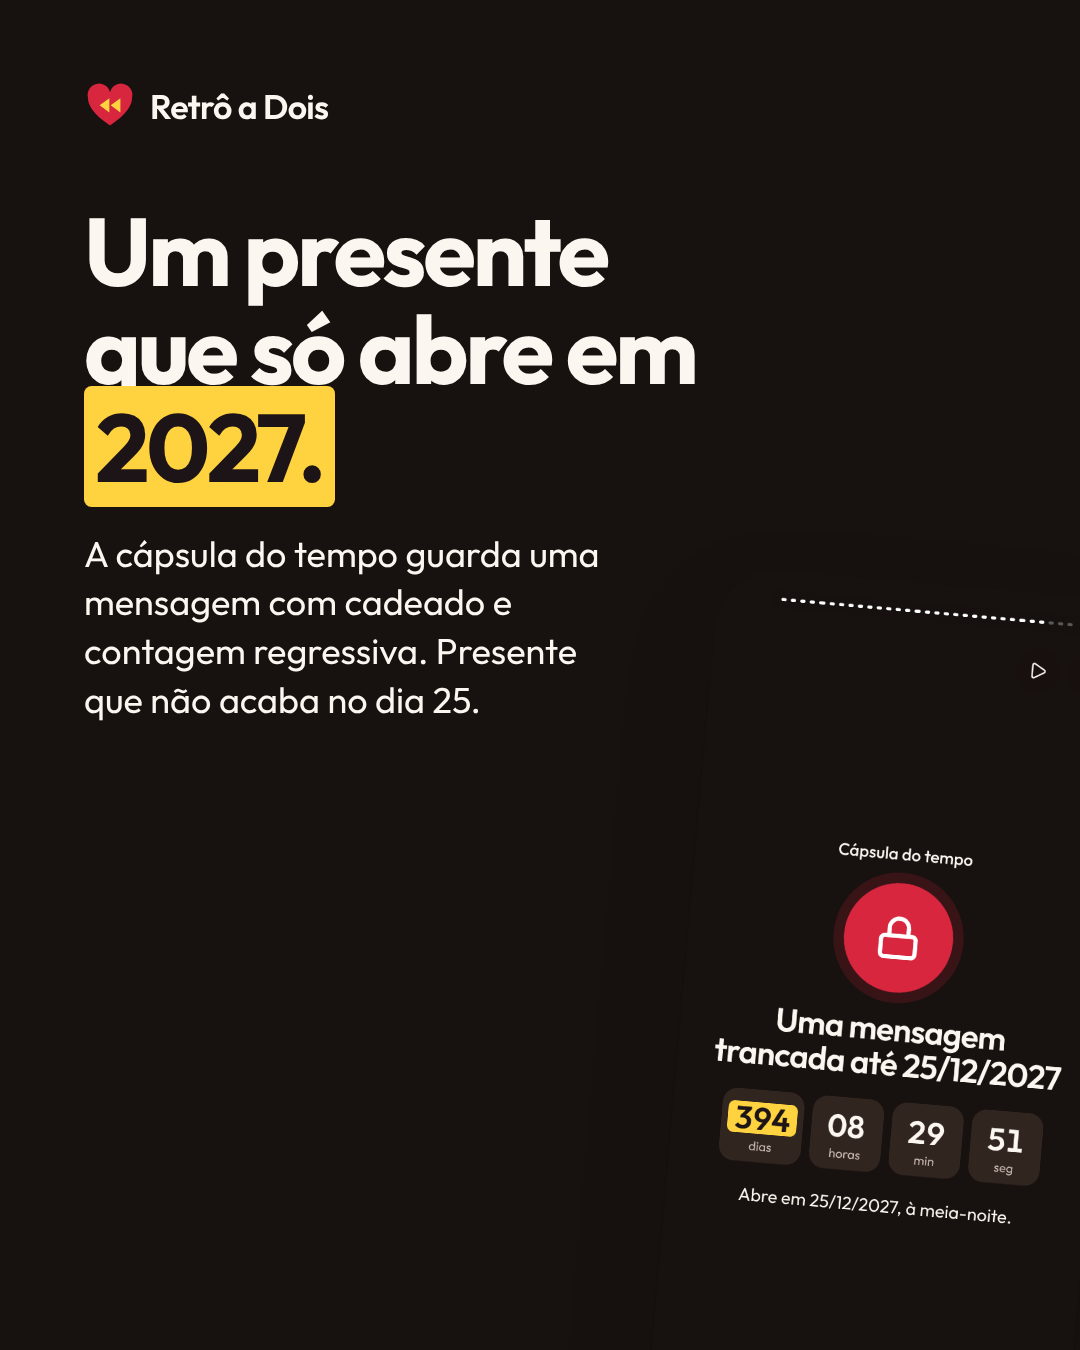 Retrô a Dois
Um presente
que só abre em
2027.
A cápsula do tempo guarda uma
mensagem com cadeado e
contagem regressiva. Presente
que não acaba no dia 25.
Cápsula do tempo
Uma mensagem
trancada até 25/12/2027
394 08 29 51
dias horas min seg
Abre em 25/12/2027, à meia-noite.